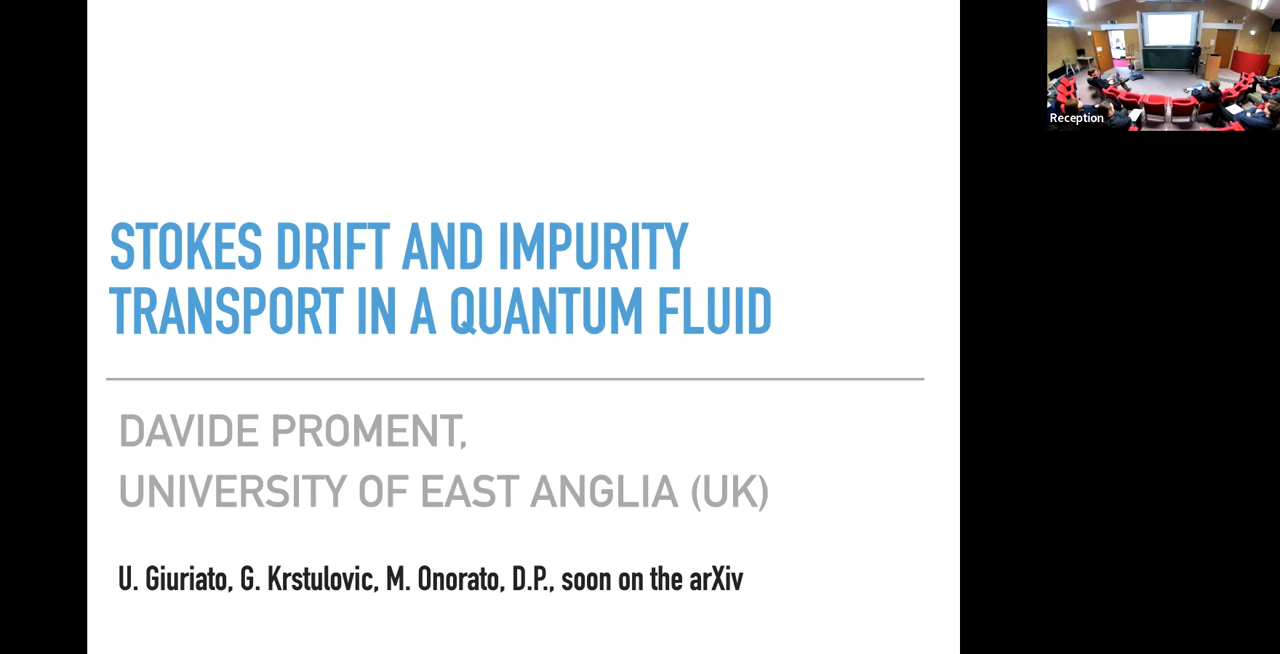 STOKES DRIFT AND IMPURITY
TRANSPORT IN A QUANTUM FLUID
DAVIDE PROMENT,
UNIVERSITY OF EAST ANGLIA (UK)
U. Giuriato, G. Krstulovic, M. Onorato, D.P., soon on the arXiv
Reception